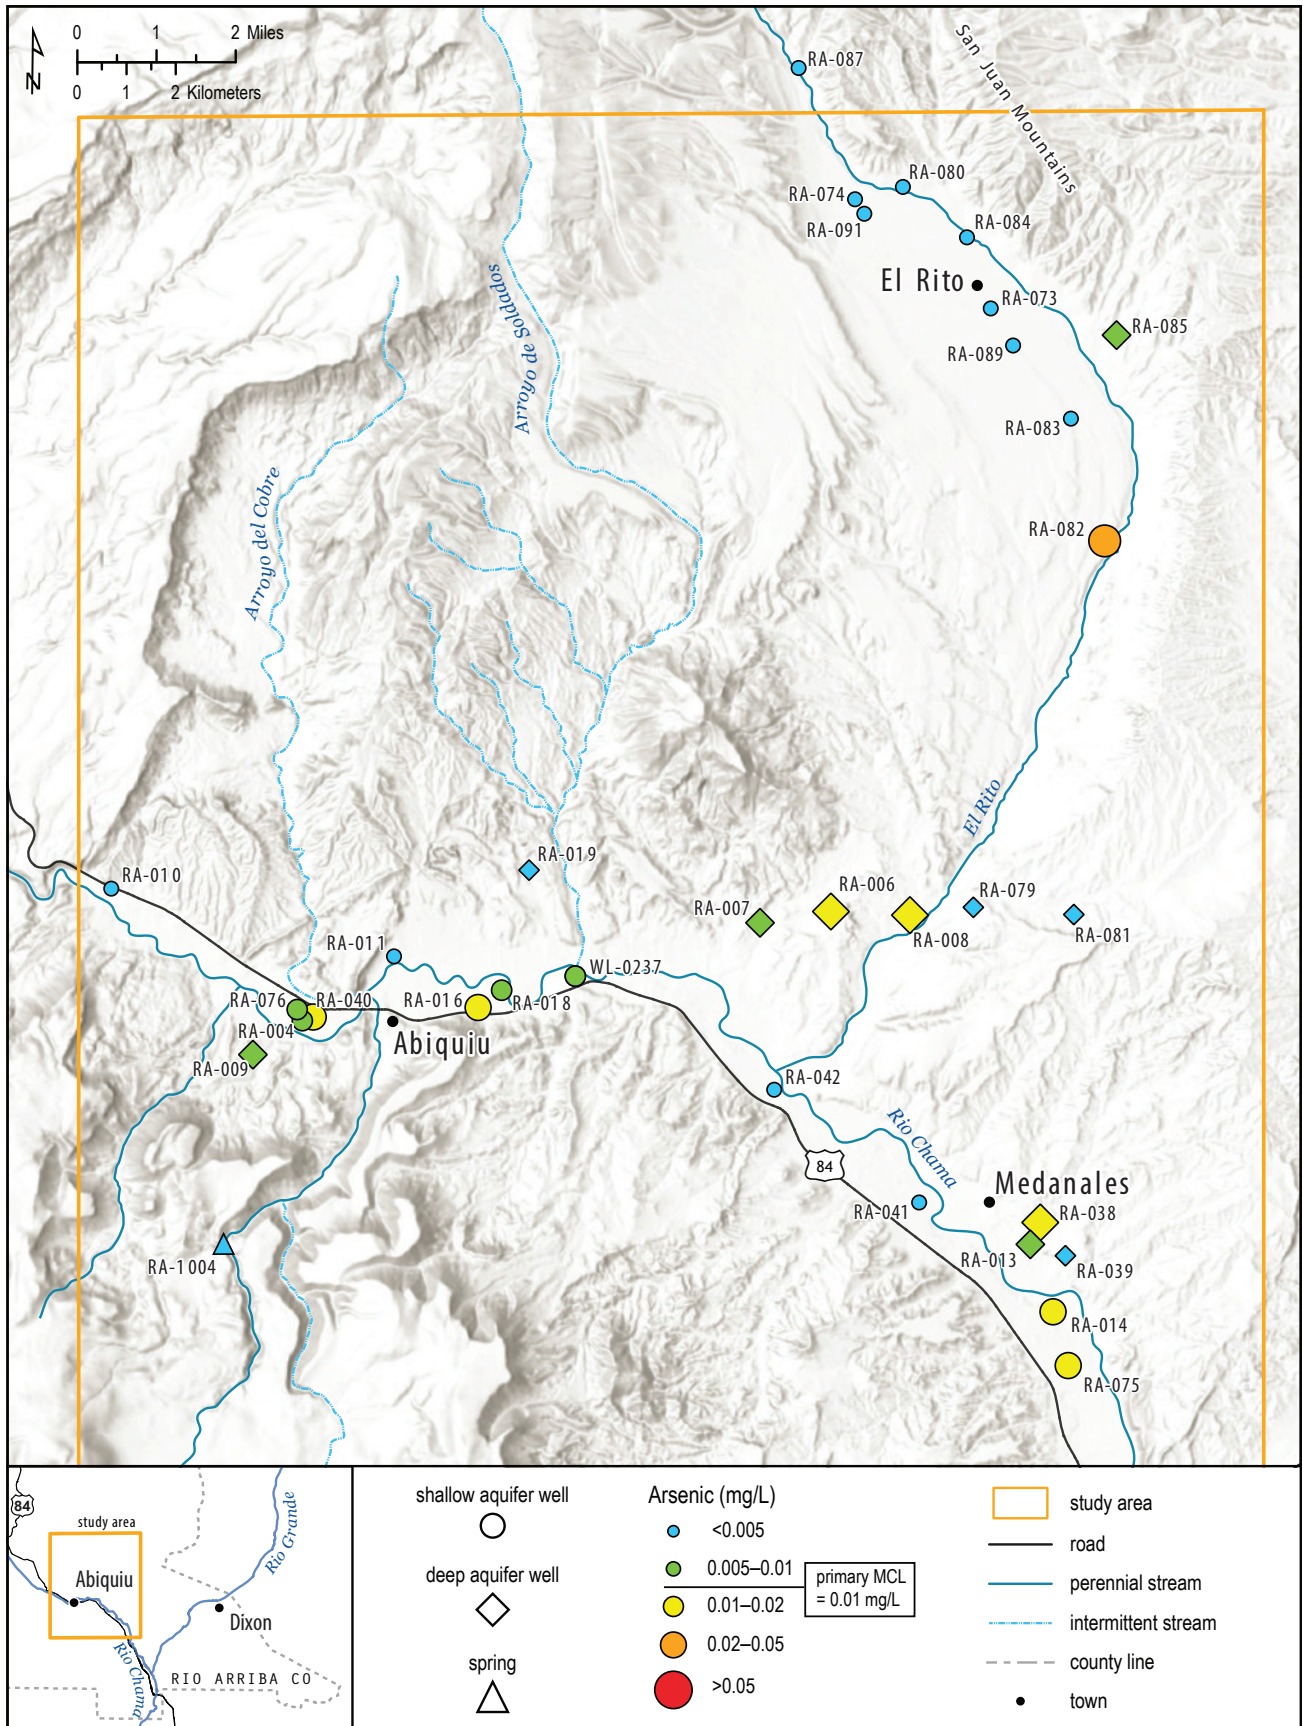 0 1 2 Miles
0 1 2 Kilometers
N
San Juan Mountains
RA-087
RA-080
RA-074
RA-091
RA-084
El Rito
RA-073
RA-085
RA-089
RA-083
RA-082
Arroyo de Soldados
Arroyo del Cobre
El Rito
RA-019
RA-010
RA-006
RA-079
RA-007
RA-008
RA-081
RA-011
WL-0237
RA-076
RA-040
RA-016
RA-018
RA-004
Abiquiu
RA-009
RA-042
Rio Chama
84
Medanales
RA-041
RA-038
RA-013
RA-039
RA-1004
RA-014
RA-075
84
study area
Abiquiu
Rio Grande
Dixon
Rio Chama
RIO ARRIBA CO
shallow aquifer well
deep aquifer well
spring
Arsenic (mg/L)
<0.005
0.005–0.01
primary MCL
= 0.01 mg/L
0.01–0.02
0.02–0.05
>0.05
study area
road
perennial stream
intermittent stream
county line
town